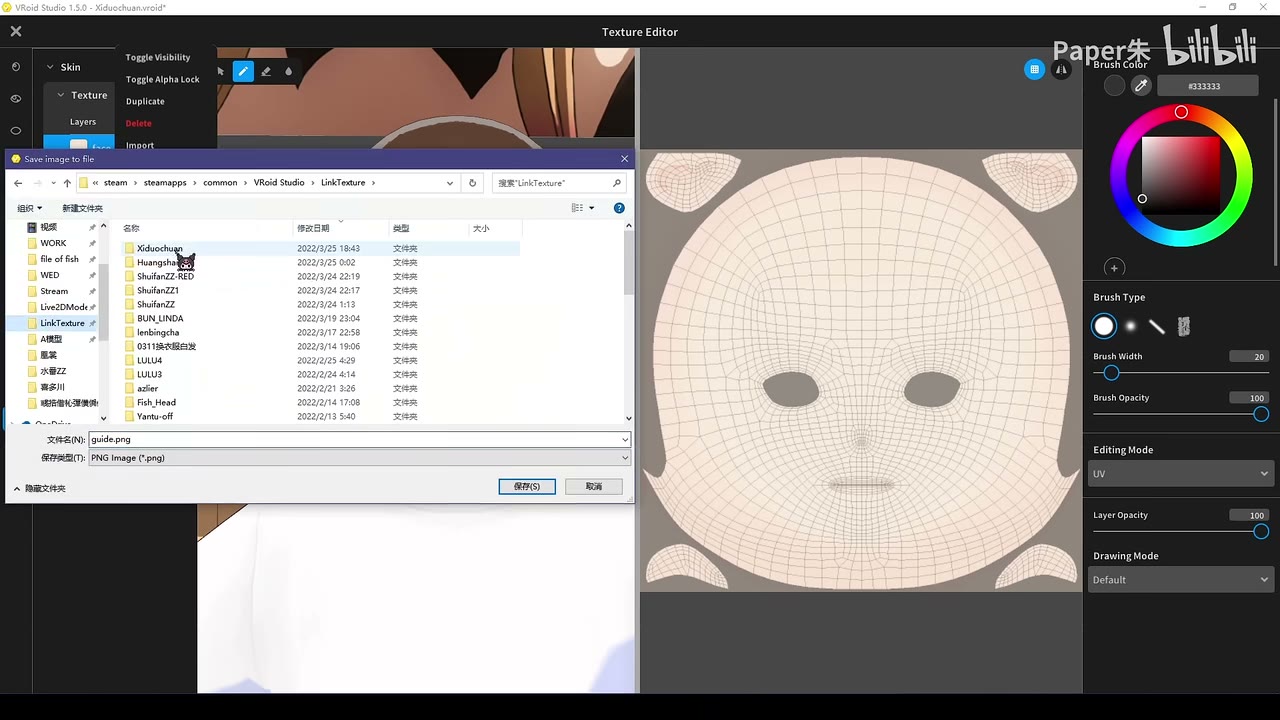 VRoid Studio 1.5.0 - Xiduochuan.vroid*
Texture Editor
Paper朱 bilibili
Skin
Texture
Layers
Toggle Visibility
Toggle Alpha Lock
Duplicate
Delete
Import
Save image to file
« steam › steamapps › common › VRoid Studio › LinkTexture ›
搜索"LinkTexture"
组织
新建文件夹
视频
WORK
file of fish
WED
Stream
Live2DMode
LinkTexture
A模型
凰裳
水番ZZ
喜多川
OneDrive
名称 修改日期 类型 大小
Xiduochuan 2022/3/25 18:43 文件夹
Huangsha 2022/3/25 0:02 文件夹
ShuifanZZ-RED 2022/3/24 22:19 文件夹
ShuifanZZ1 2022/3/24 22:17 文件夹
ShuifanZZ 2022/3/24 1:13 文件夹
BUN_LINDA 2022/3/19 23:04 文件夹
lenbingcha 2022/3/17 22:58 文件夹
0311换衣服白发 2022/3/14 19:06 文件夹
LULU4 2022/2/25 4:29 文件夹
LULU3 2022/2/24 4:14 文件夹
azlier 2022/2/21 3:26 文件夹
Fish_Head 2022/2/14 17:08 文件夹
Yantu-off 2022/2/13 5:40 文件夹
文件名(N): guide.png
保存类型(T): PNG Image (*.png)
隐藏文件夹
保存(S)
取消
Brush Color
#333333
Brush Type
Brush Width 20
Brush Opacity 100
Editing Mode
UV
Layer Opacity 100
Drawing Mode
Default